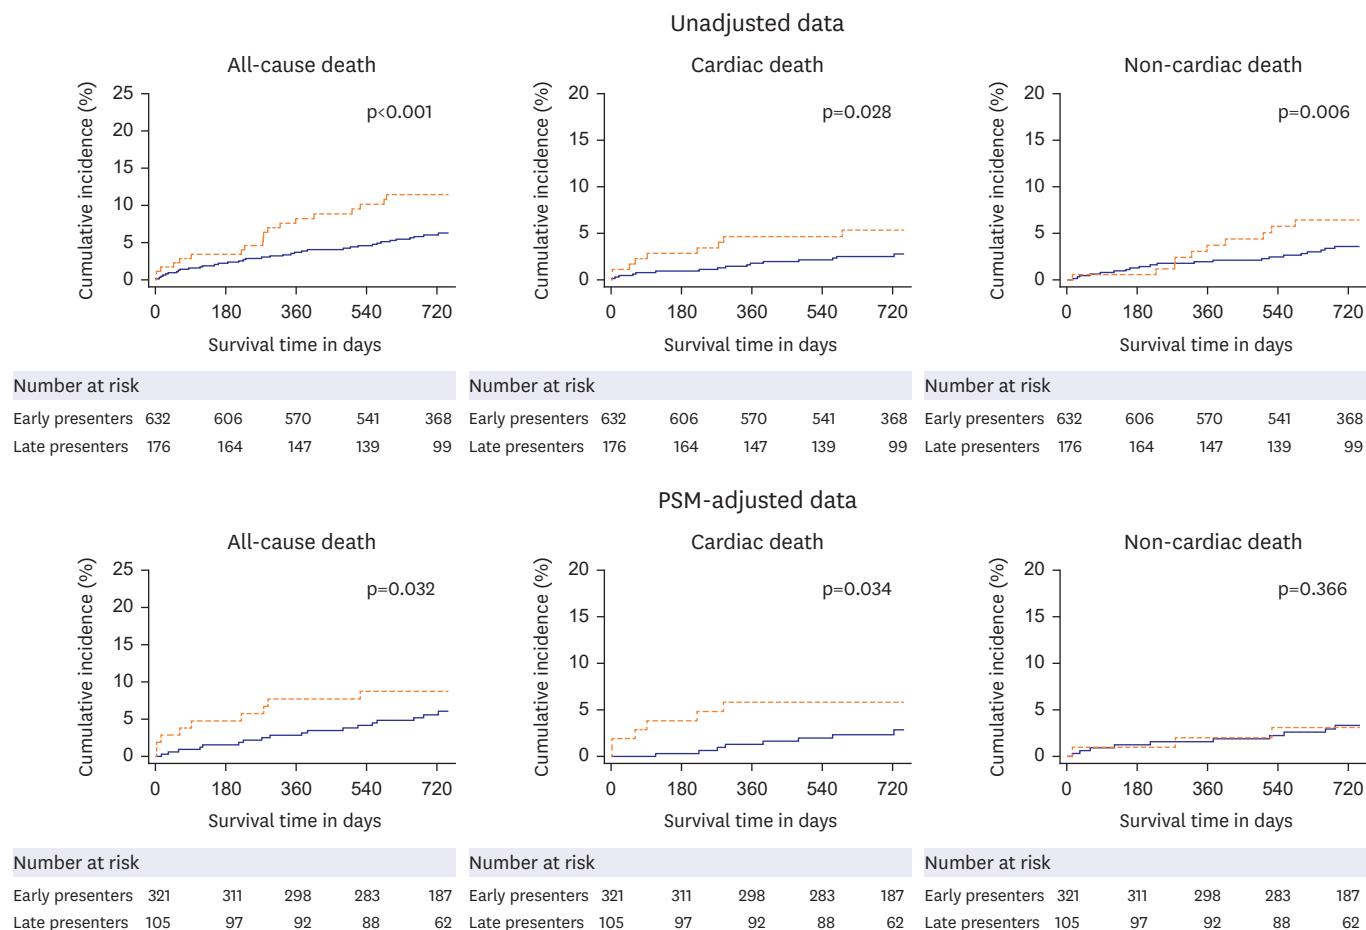 Unadjusted data
All-cause death
Cumulative incidence (%)
25
20
15
10
5
0
p<0.001
0 180 360 540 720
Survival time in days
Number at risk
Early presenters 632 606 570 541 368
Late presenters 176 164 147 139 99
Cardiac death
Cumulative incidence (%)
20
15
10
5
0
p=0.028
0 180 360 540 720
Survival time in days
Number at risk
Early presenters 632 606 570 541 368
Late presenters 176 164 147 139 99
Non-cardiac death
Cumulative incidence (%)
20
15
10
5
0
p=0.006
0 180 360 540 720
Survival time in days
Number at risk
Early presenters 632 606 570 541 368
Late presenters 176 164 147 139 99
PSM-adjusted data
All-cause death
Cumulative incidence (%)
25
20
15
10
5
0
p=0.032
0 180 360 540 720
Survival time in days
Number at risk
Early presenters 321 311 298 283 187
Late presenters 105 97 92 88 62
Cardiac death
Cumulative incidence (%)
20
15
10
5
0
p=0.034
0 180 360 540 720
Survival time in days
Number at risk
Early presenters 321 311 298 283 187
Late presenters 105 97 92 88 62
Non-cardiac death
Cumulative incidence (%)
20
15
10
5
0
p=0.366
0 180 360 540 720
Survival time in days
Number at risk
Early presenters 321 311 298 283 187
Late presenters 105 97 92 88 62